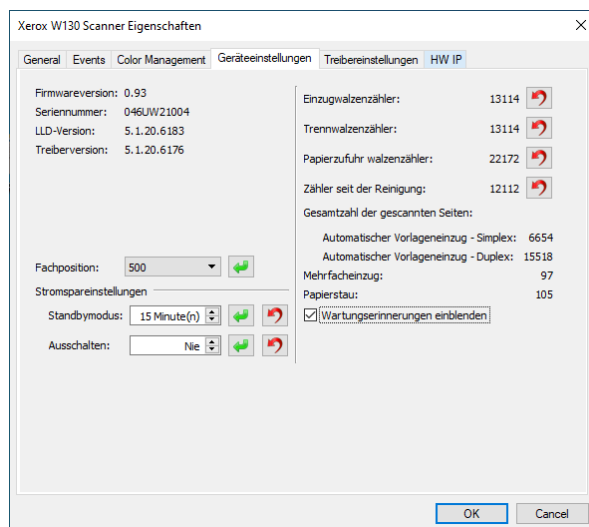 Xerox W130 Scanner Eigenschaften
General Events Color Management Geräteeinstellungen Treibereinstellungen HW IP
Firmwareversion: 0.93
Seriennummer: 046UW21004
LLD-Version: 5.1.20.6183
Treiberversion: 5.1.20.6176
Fachposition: 500
Stromspareinstellungen
Standbymodus: 15 Minute(n)
Ausschalten: Nie
Einzugwalzenzähler: 13114
Trennwalzenzähler: 13114
Papierzufuhr walzenzähler: 22172
Zähler seit der Reinigung: 12112
Gesamtzahl der gescannten Seiten:
Automatischer Vorlageneinzug - Simplex: 6654
Automatischer Vorlageneinzug - Duplex: 15518
Mehrfacheinzug: 97
Papierstau: 105
Wartungserinnerungen einblenden
OK Cancel